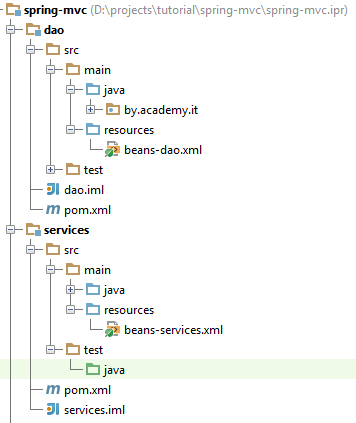 spring-mvc (D:\projects\tutorial\spring-mvc\spring-mvc.ipr)
dao
src
main
java
by.academy.it
resources
beans-dao.xml
test
dao.iml
m pom.xml
services
src
main
java
resources
beans-services.xml
test
java
m pom.xml
services.iml